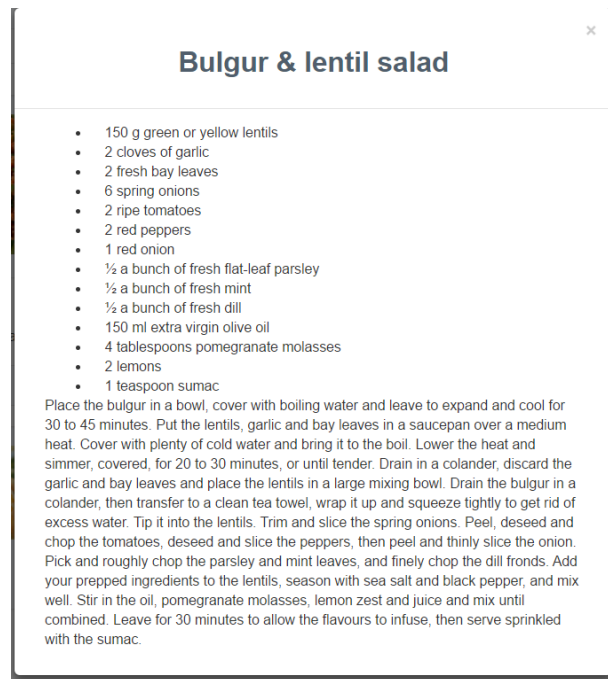 ×
Bulgur & lentil salad
• 150 g green or yellow lentils
• 2 cloves of garlic
• 2 fresh bay leaves
• 6 spring onions
• 2 ripe tomatoes
• 2 red peppers
• 1 red onion
• ½ a bunch of fresh flat-leaf parsley
• ½ a bunch of fresh mint
• ½ a bunch of fresh dill
• 150 ml extra virgin olive oil
• 4 tablespoons pomegranate molasses
• 2 lemons
• 1 teaspoon sumac
Place the bulgur in a bowl, cover with boiling water and leave to expand and cool for
30 to 45 minutes. Put the lentils, garlic and bay leaves in a saucepan over a medium
heat. Cover with plenty of cold water and bring it to the boil. Lower the heat and
simmer, covered, for 20 to 30 minutes, or until tender. Drain in a colander, discard the
garlic and bay leaves and place the lentils in a large mixing bowl. Drain the bulgur in a
colander, then transfer to a clean tea towel, wrap it up and squeeze tightly to get rid of
excess water. Tip it into the lentils. Trim and slice the spring onions. Peel, deseed and
chop the tomatoes, deseed and slice the peppers, then peel and thinly slice the onion.
Pick and roughly chop the parsley and mint leaves, and finely chop the dill fronds. Add
your prepped ingredients to the lentils, season with sea salt and black pepper, and mix
well. Stir in the oil, pomegranate molasses, lemon zest and juice and mix until
combined. Leave for 30 minutes to allow the flavours to infuse, then serve sprinkled
with the sumac.